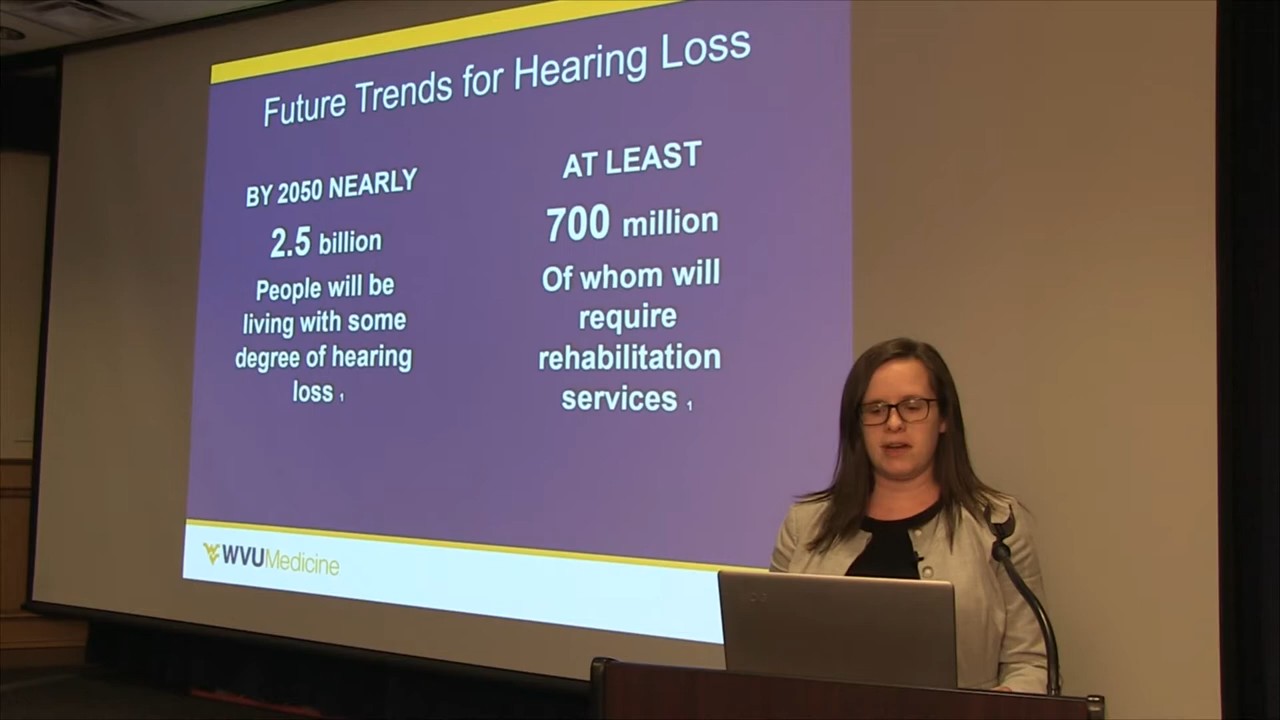 Future Trends for Hearing Loss
BY 2050 NEARLY
2.5 billion
People will be
living with some
degree of hearing
loss 1
AT LEAST
700 million
Of whom will
require
rehabilitation
services 1
WVUMedicine